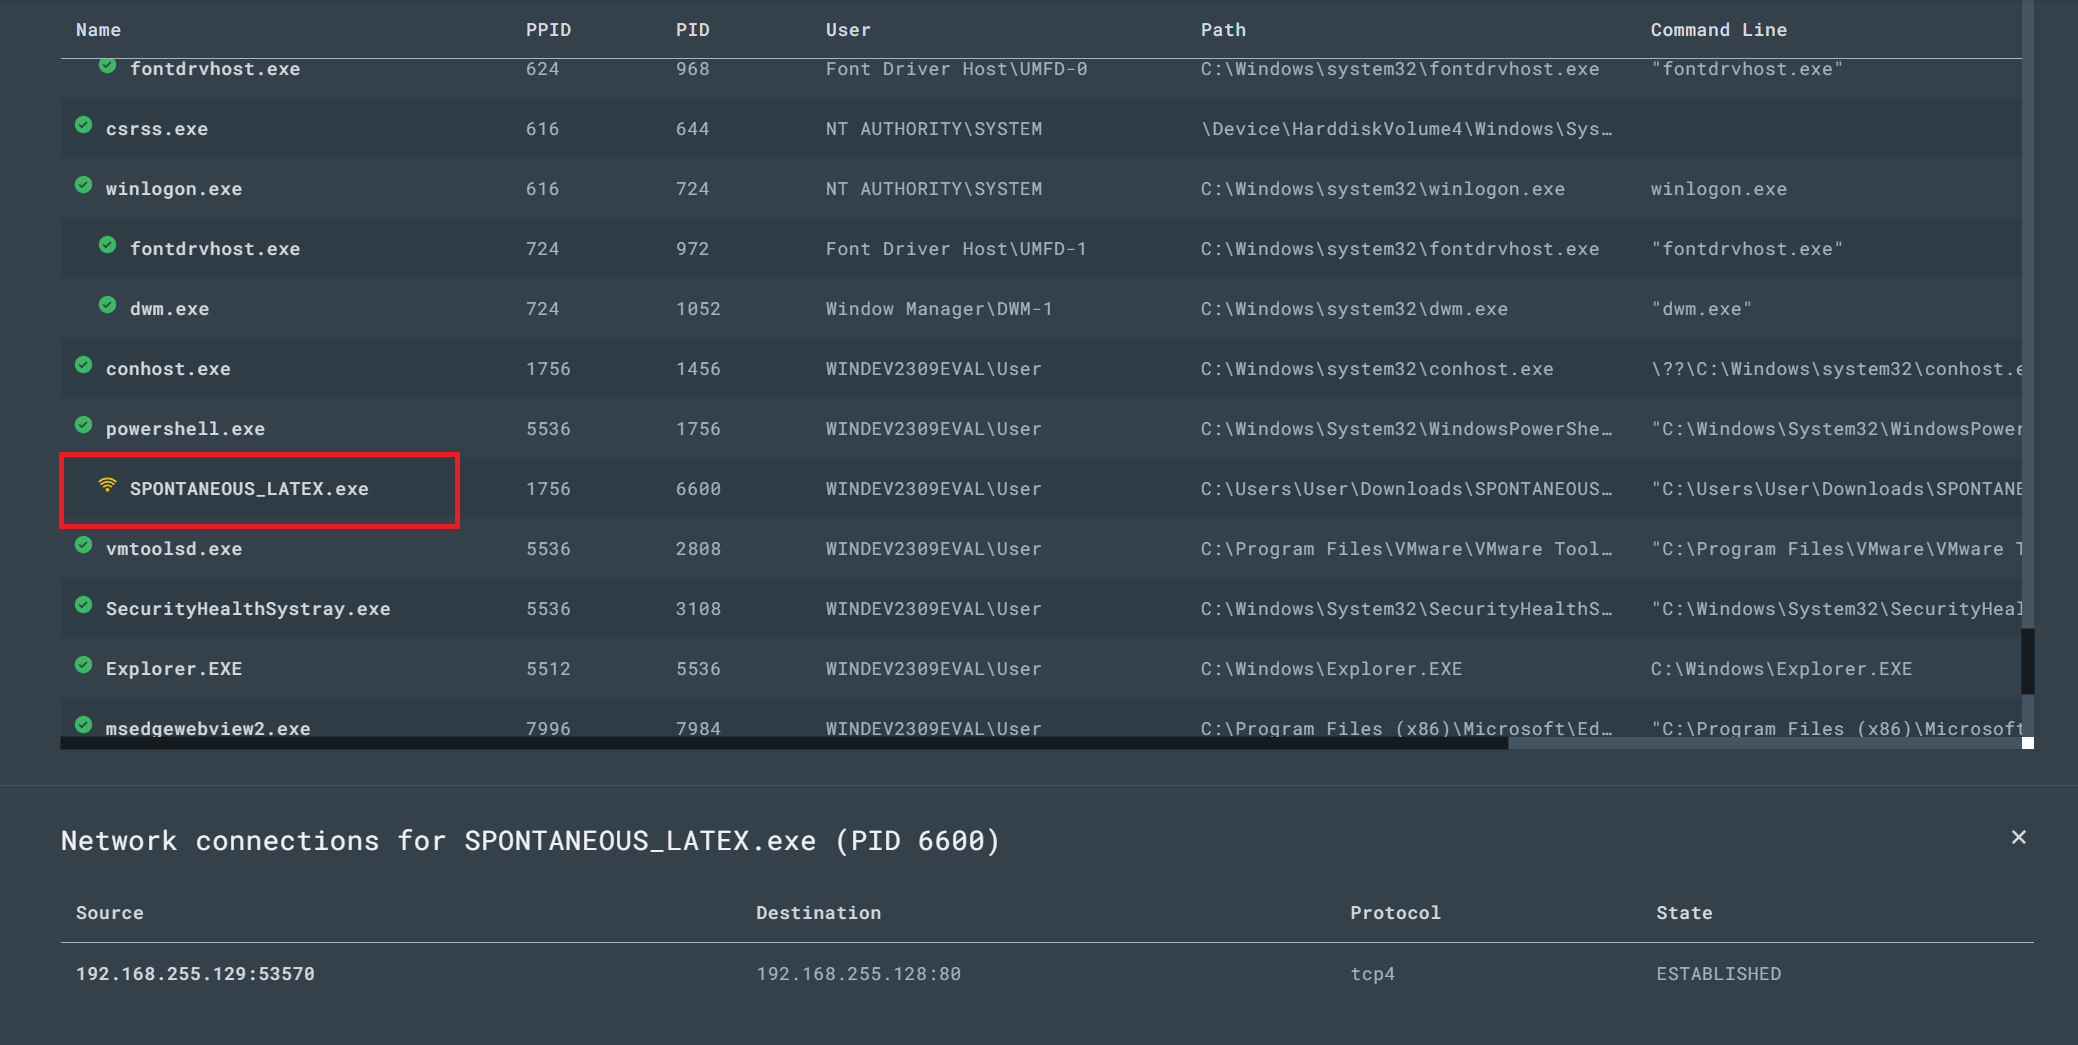 Name PPID PID User Path Command Line
fontdrvhost.exe 624 968 Font Driver Host\UMFD-0 C:\Windows\system32\fontdrvhost.exe "fontdrvhost.exe"
csrss.exe 616 644 NT AUTHORITY\SYSTEM \Device\HarddiskVolume4\Windows\Sys…
winlogon.exe 616 724 NT AUTHORITY\SYSTEM C:\Windows\system32\winlogon.exe winlogon.exe
fontdrvhost.exe 724 972 Font Driver Host\UMFD-1 C:\Windows\system32\fontdrvhost.exe "fontdrvhost.exe"
dwm.exe 724 1052 Window Manager\DWM-1 C:\Windows\system32\dwm.exe "dwm.exe"
conhost.exe 1756 1456 WINDEV2309EVAL\User C:\Windows\system32\conhost.exe \??\C:\Windows\system32\conhost.e
powershell.exe 5536 1756 WINDEV2309EVAL\User C:\Windows\System32\WindowsPowerShe… "C:\Windows\System32\WindowsPower
SPONTANEOUS_LATEX.exe 1756 6600 WINDEV2309EVAL\User C:\Users\User\Downloads\SPONTANEOUS… "C:\Users\User\Downloads\SPONTANE
vmtoolsd.exe 5536 2808 WINDEV2309EVAL\User C:\Program Files\VMware\VMware Tool… "C:\Program Files\VMware\VMware T
SecurityHealthSystray.exe 5536 3108 WINDEV2309EVAL\User C:\Windows\System32\SecurityHealthS… "C:\Windows\System32\SecurityHeal
Explorer.EXE 5512 5536 WINDEV2309EVAL\User C:\Windows\Explorer.EXE C:\Windows\Explorer.EXE
msedgewebview2.exe 7996 7984 WINDEV2309EVAL\User C:\Program Files (x86)\Microsoft\Ed… "C:\Program Files (x86)\Microsoft
Network connections for SPONTANEOUS_LATEX.exe (PID 6600)
Source Destination Protocol State
192.168.255.129:53570 192.168.255.128:80 tcp4 ESTABLISHED